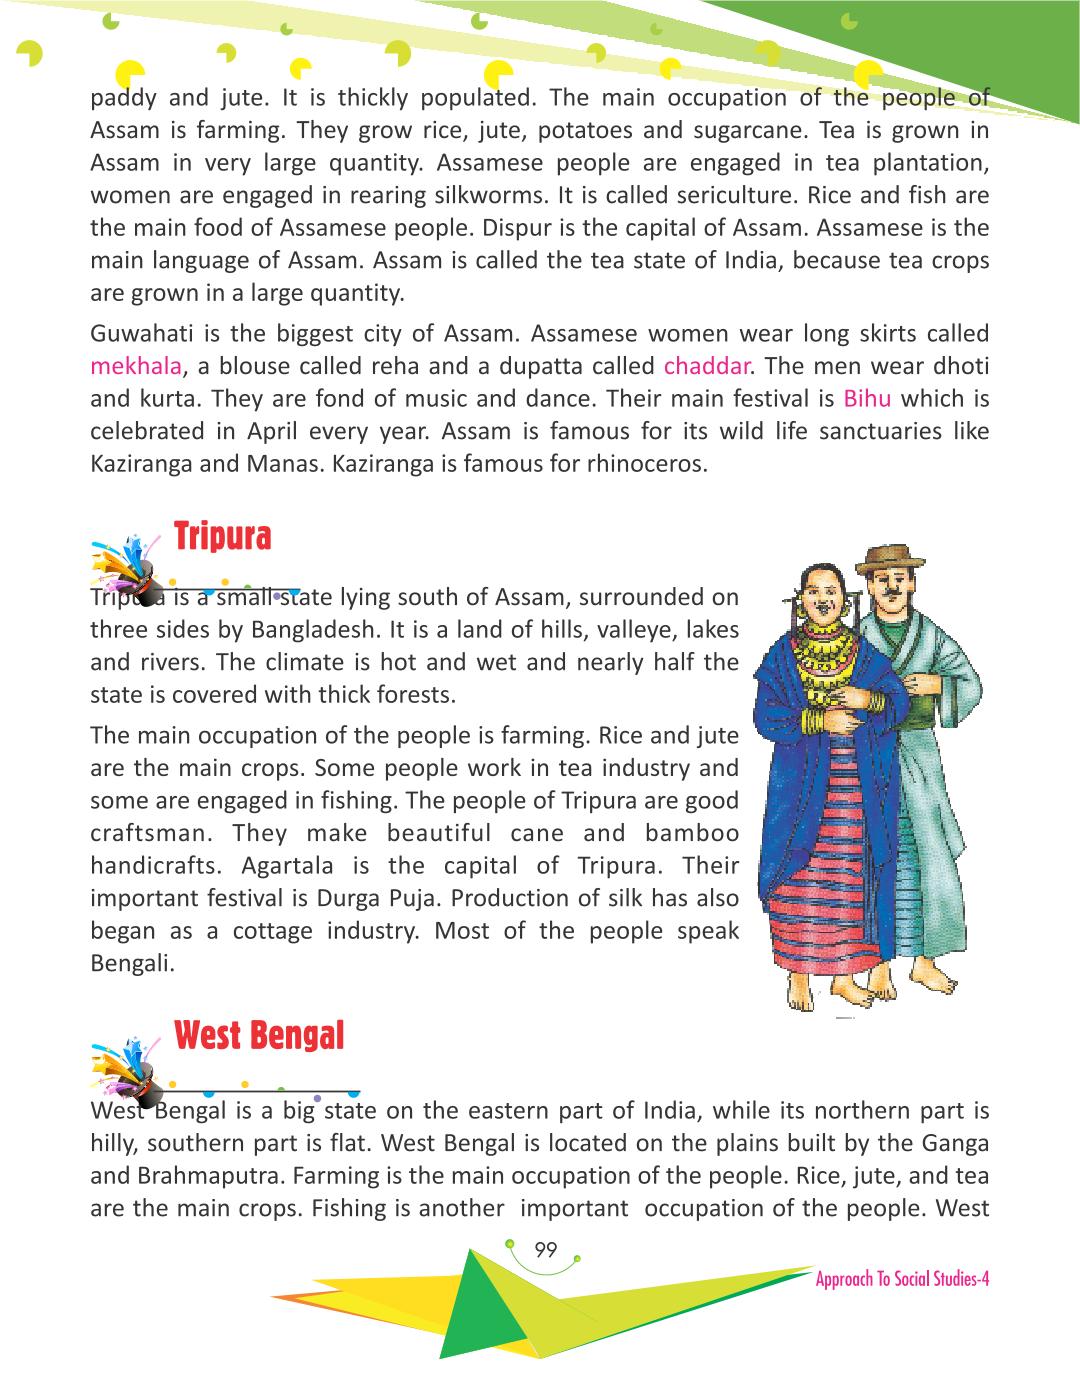 paddy and jute. It is thickly populated. The main occupation of the people of
Assam is farming. They grow rice, jute, potatoes and sugarcane. Tea is grown in
Assam in very large quantity. Assamese people are engaged in tea plantation,
women are engaged in rearing silkworms. It is called sericulture. Rice and fish are
the main food of Assamese people. Dispur is the capital of Assam. Assamese is the
main language of Assam. Assam is called the tea state of India, because tea crops
are grown in a large quantity.
Guwahati is the biggest city of Assam. Assamese women wear long skirts called
mekhala, a blouse called reha and a dupatta called chaddar. The men wear dhoti
and kurta. They are fond of music and dance. Their main festival is Bihu which is
celebrated in April every year. Assam is famous for its wild life sanctuaries like
Kaziranga and Manas. Kaziranga is famous for rhinoceros.
Tripura
Tripura is a small state lying south of Assam, surrounded on
three sides by Bangladesh. It is a land of hills, valleye, lakes
and rivers. The climate is hot and wet and nearly half the
state is covered with thick forests.
The main occupation of the people is farming. Rice and jute
are the main crops. Some people work in tea industry and
some are engaged in fishing. The people of Tripura are good
craftsman. They make beautiful cane and bamboo
handicrafts. Agartala is the capital of Tripura. Their
important festival is Durga Puja. Production of silk has also
began as a cottage industry. Most of the people speak
Bengali.
West Bengal
West Bengal is a big state on the eastern part of India, while its northern part is
hilly, southern part is flat. West Bengal is located on the plains built by the Ganga
and Brahmaputra. Farming is the main occupation of the people. Rice, jute, and tea
are the main crops. Fishing is another important occupation of the people. West
99
Approach To Social Studies-4